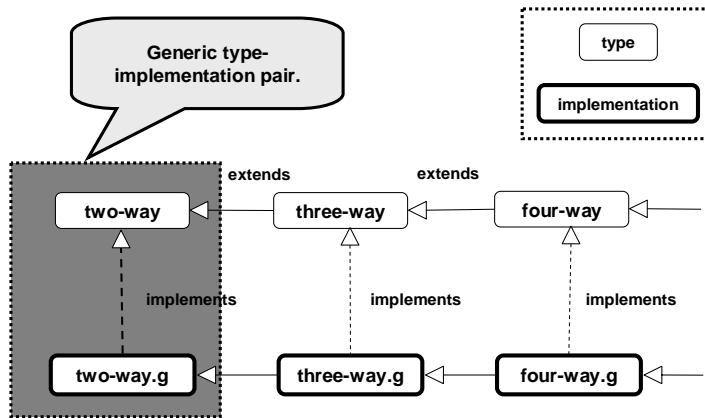 Generic type-
implementation pair.
type
implementation
extends
extends
two-way
three-way
four-way
implements
implements
implements
two-way.g
three-way.g
four-way.g